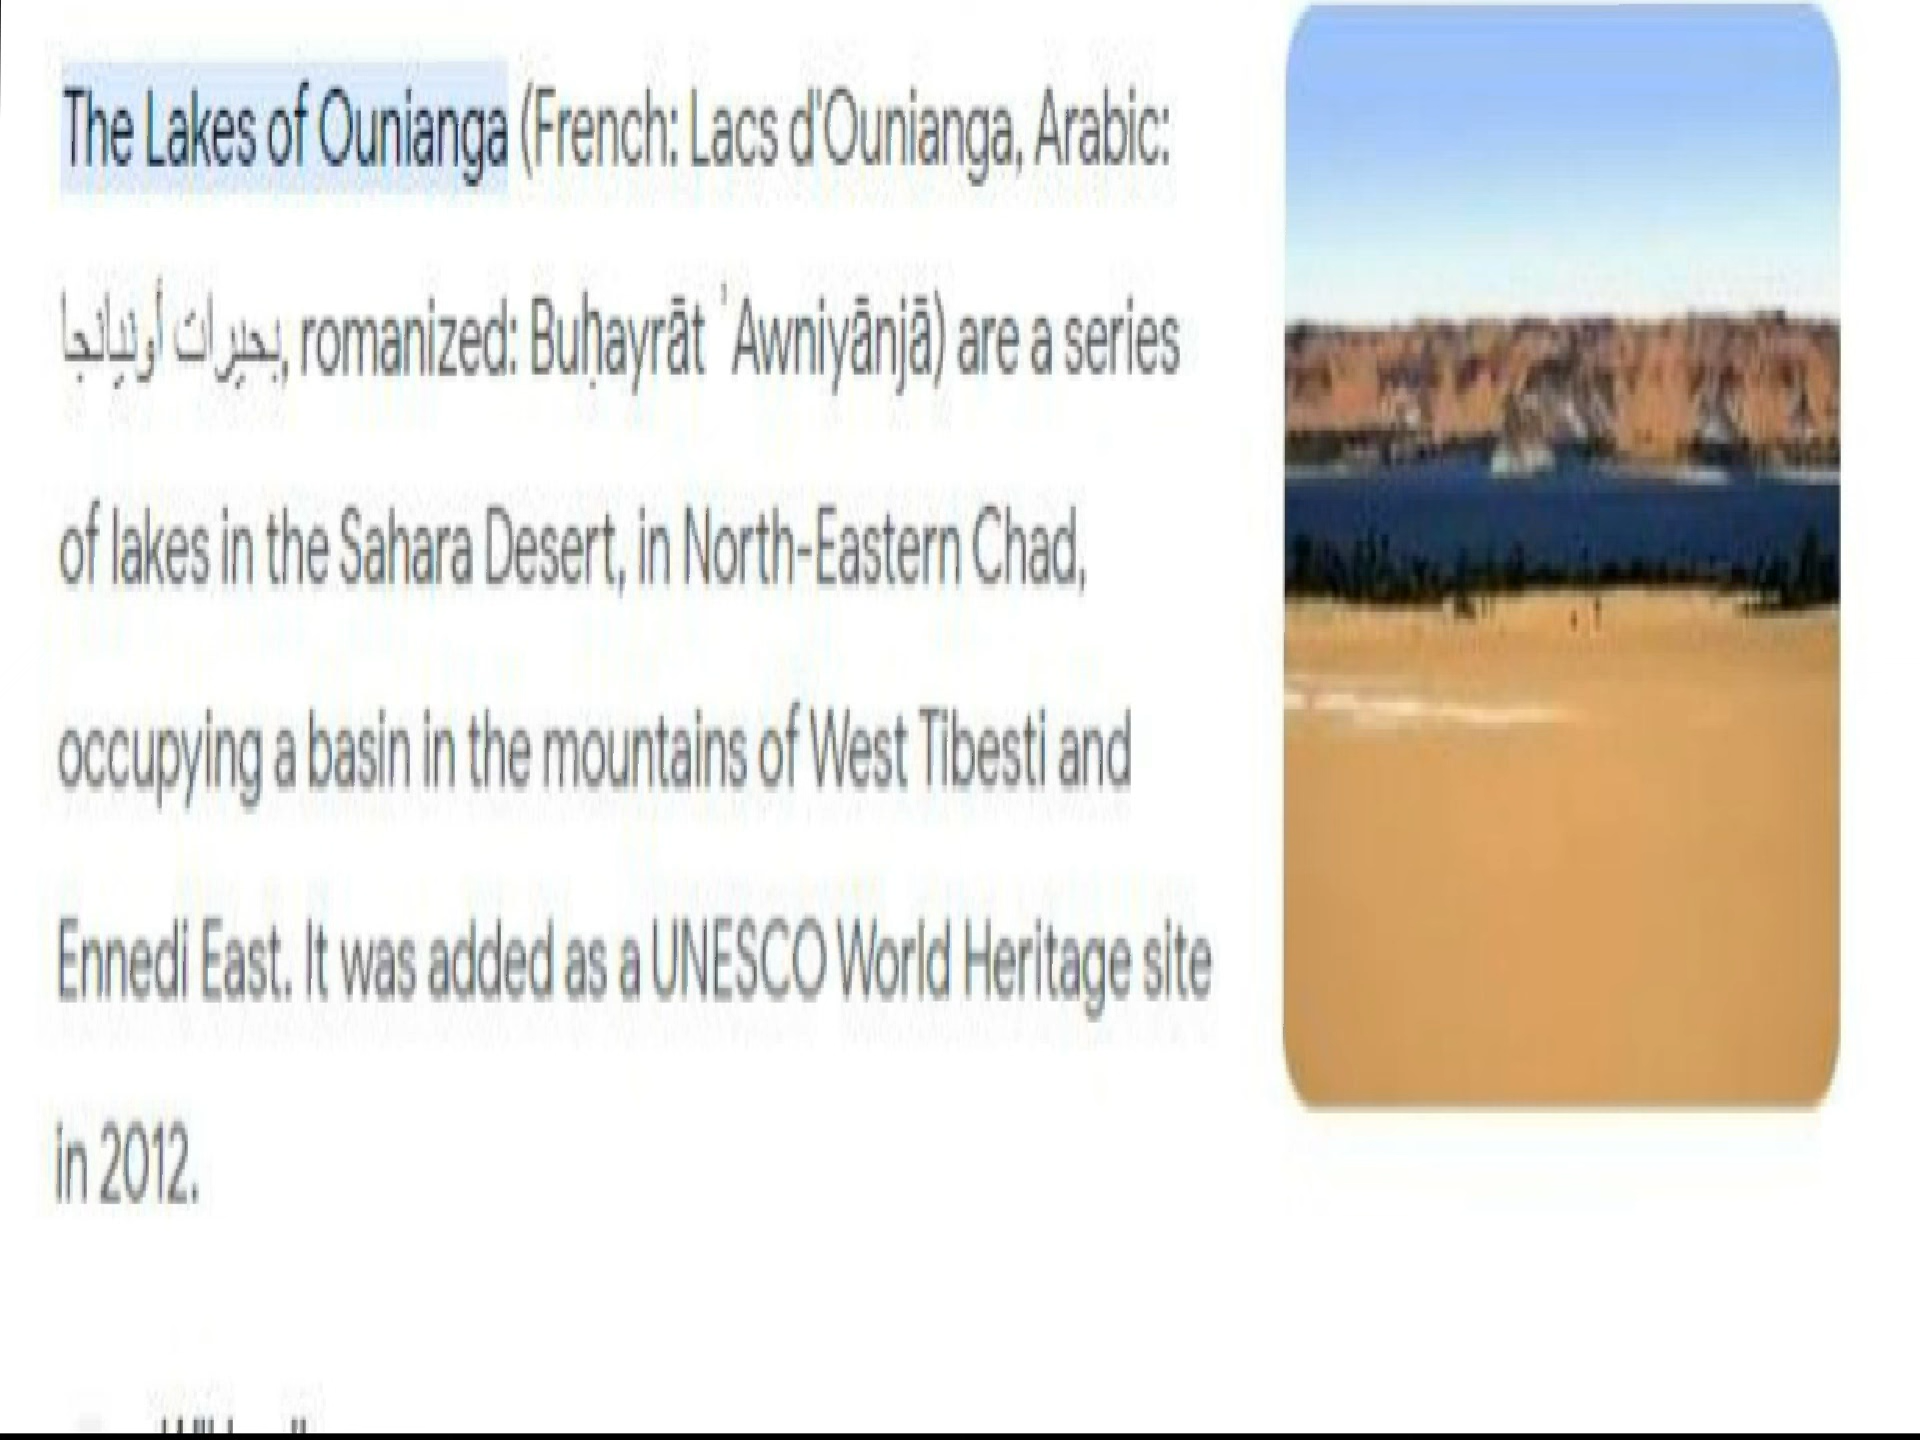 The Lakes of Ounianga (French: Lacs d'Ounianga, Arabic:
بحيرات أونيانجا, romanized: Buḥayrāt ʾAwniyānjā) are a series
of lakes in the Sahara Desert, in North-Eastern Chad,
occupying a basin in the mountains of West Tibesti and
Ennedi East. It was added as a UNESCO World Heritage site
in 2012.